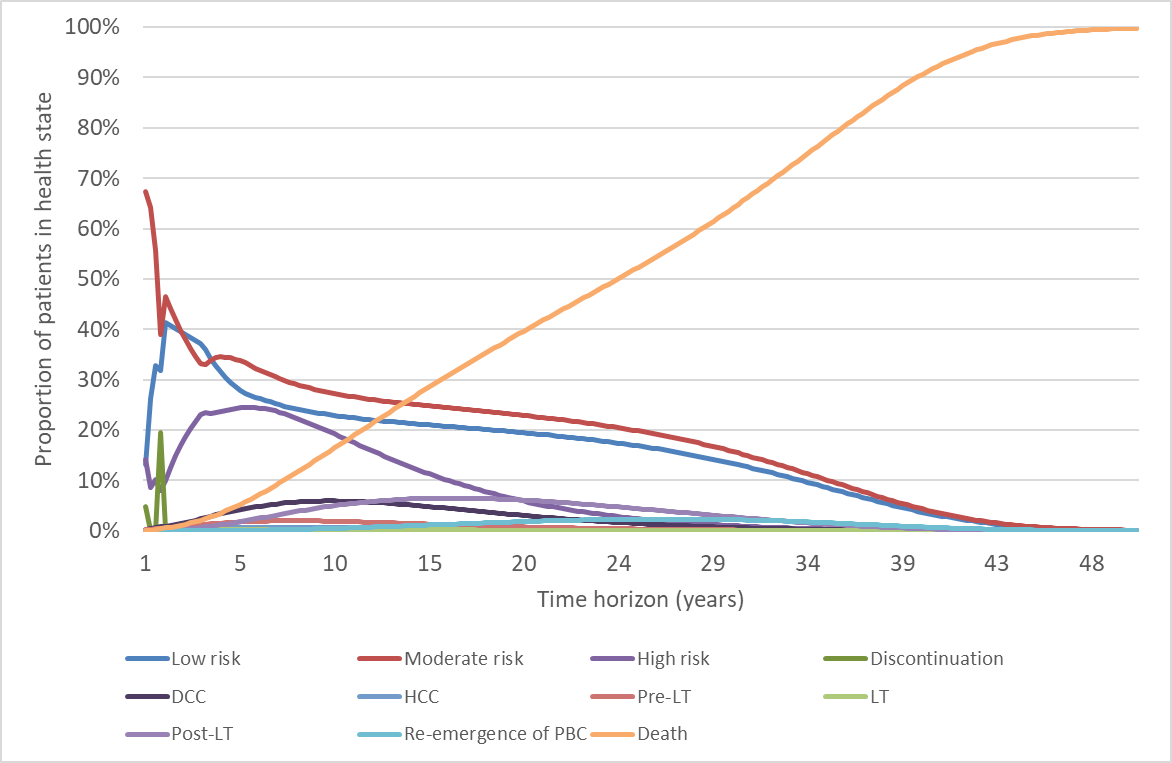 100%
90%
80%
70%
60%
50%
40%
30%
20%
10%
0%
Proportion of patients in health state
1 5 10 15 20 24 29 34 39 43 48
Time horizon (years)
Low risk Moderate risk High risk Discontinuation
DCC HCC Pre-LT LT
Post-LT Re-emergence of PBC Death